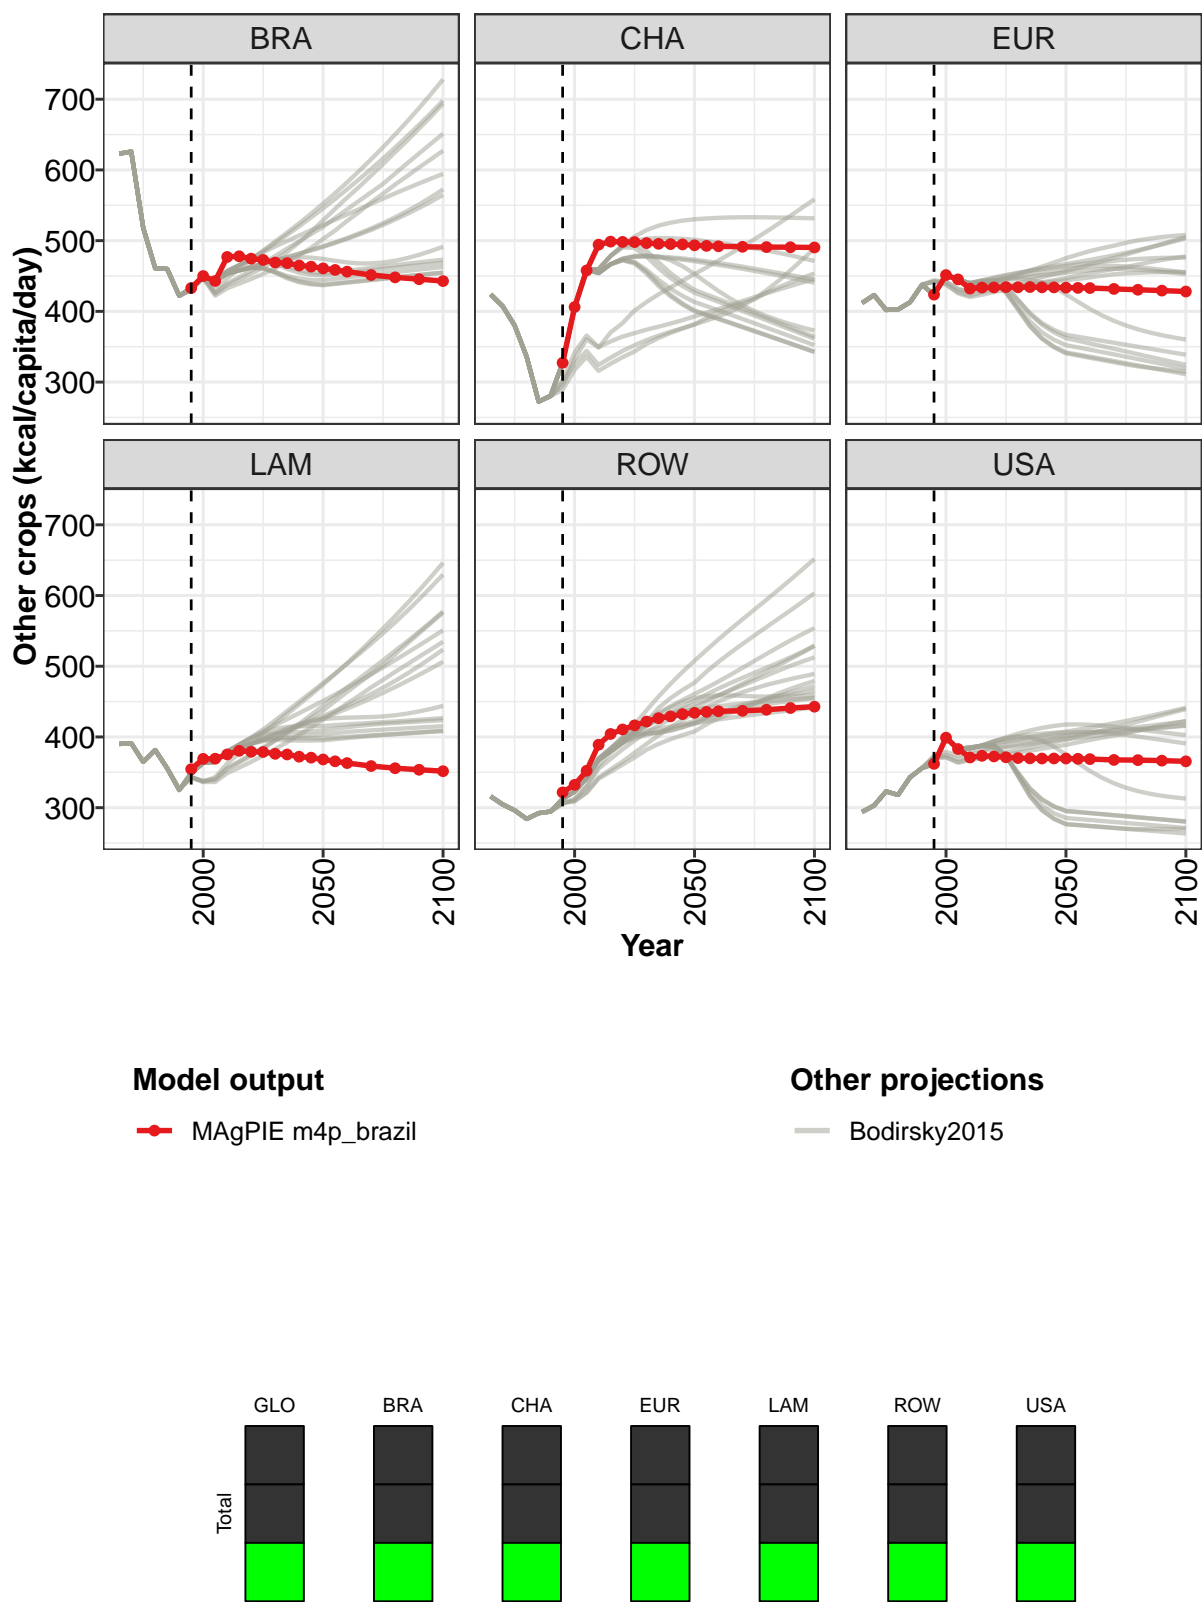 BRA
CHA
EUR
700
600
500
400
300
LAM
ROW
USA
700
600
500
400
300
Other crops (kcal/capita/day)
2000
2050
2100
2000
2050
2100
2000
2050
2100
Year
Model output
MAgPIE m4p_brazil
Other projections
Bodirsky2015
GLO
BRA
CHA
EUR
LAM
ROW
USA
Total